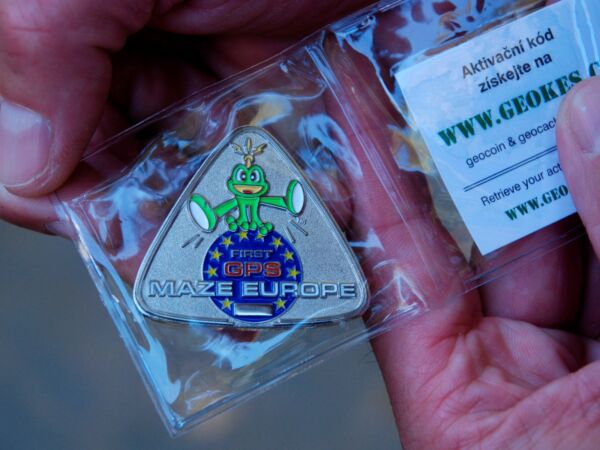 FIRST
GPS
MAZE EUROPE
Aktivační kód
získejte na
WWW.GEOKES.C
geocoin & geocach
Retrieve your act
WWW.GEO